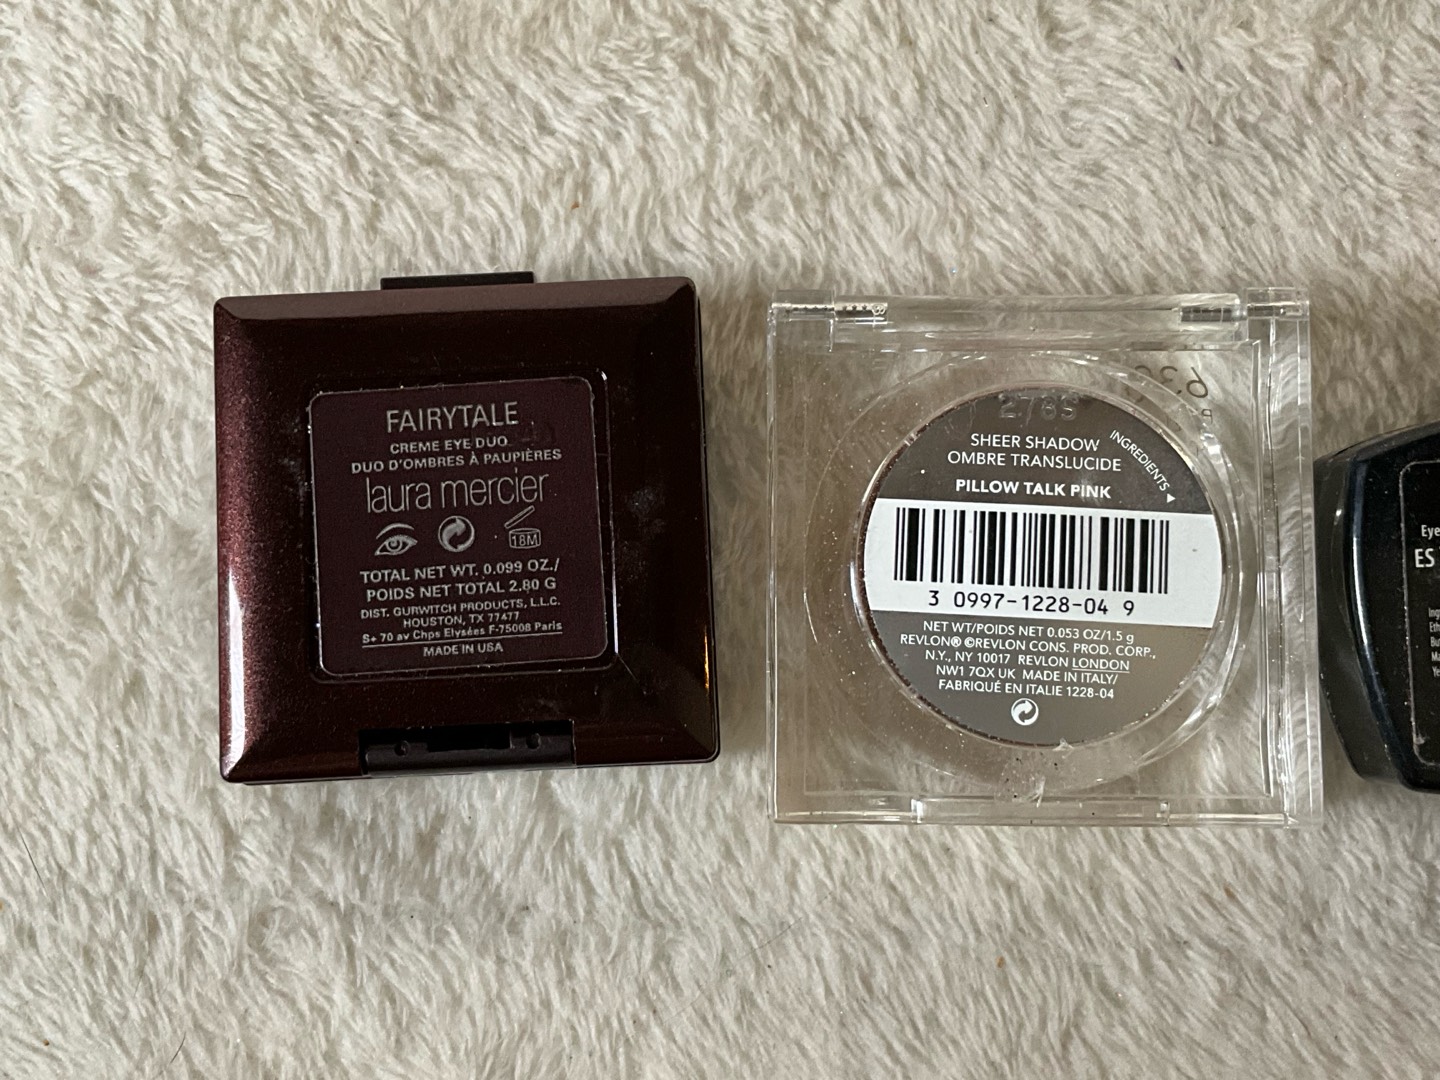 FAIRYTALE
CREME EYE DUO
DUO D'OMBRES À PAUPIÈRES
laura mercier
18M
TOTAL NET WT. 0.099 OZ./
POIDS NET TOTAL 2.80 G
DIST. GURWITCH PRODUCTS, L.L.C.
HOUSTON, TX 77477
S+ 70 av Chps Elysées F-75008 Paris
MADE IN USA
278S
SHEER SHADOW
OMBRE TRANSLUCIDE
INGREDIENTS
PILLOW TALK PINK
3 0997-1228-04 9
NET WT/POIDS NET 0.053 OZ/1.5 g
REVLON® ©REVLON CONS. PROD. CORP.,
N.Y., NY 10017 REVLON LONDON
NW1 7QX UK MADE IN ITALY/
FABRIQUÉ EN ITALIE 1228-04
Eye
ES